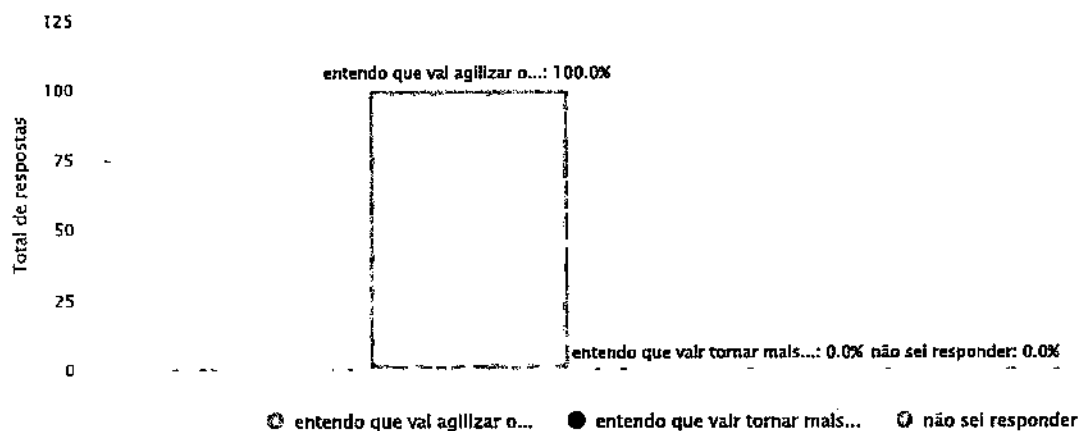 125
entendo que vai agilizar o...: 100.0%
100
Total de respostas
75
50
25
entendo que vair tornar mais...: 0.0% não sei responder: 0.0%
0
entendo que vai agilizar o... entendo que vair tornar mais... não sei responder